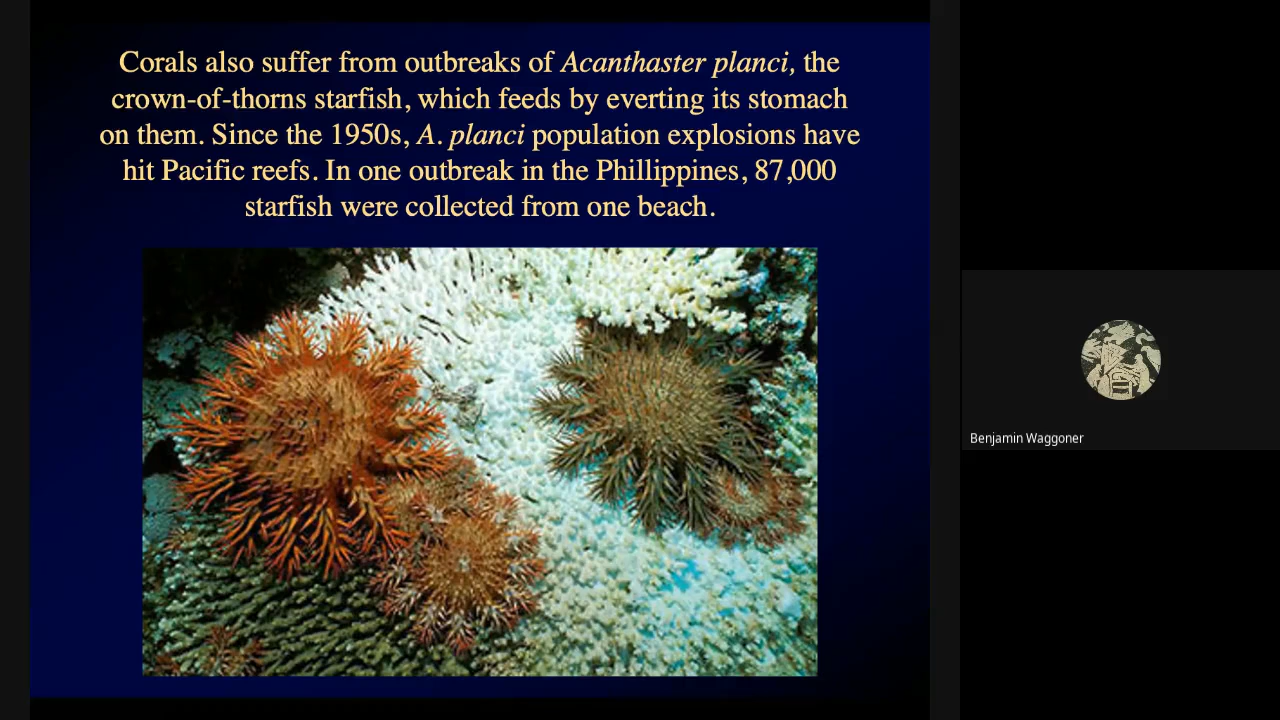 Corals also suffer from outbreaks of Acanthaster planci, the
crown-of-thorns starfish, which feeds by everting its stomach
on them. Since the 1950s, A. planci population explosions have
hit Pacific reefs. In one outbreak in the Phillippines, 87,000
starfish were collected from one beach.
Benjamin Waggoner